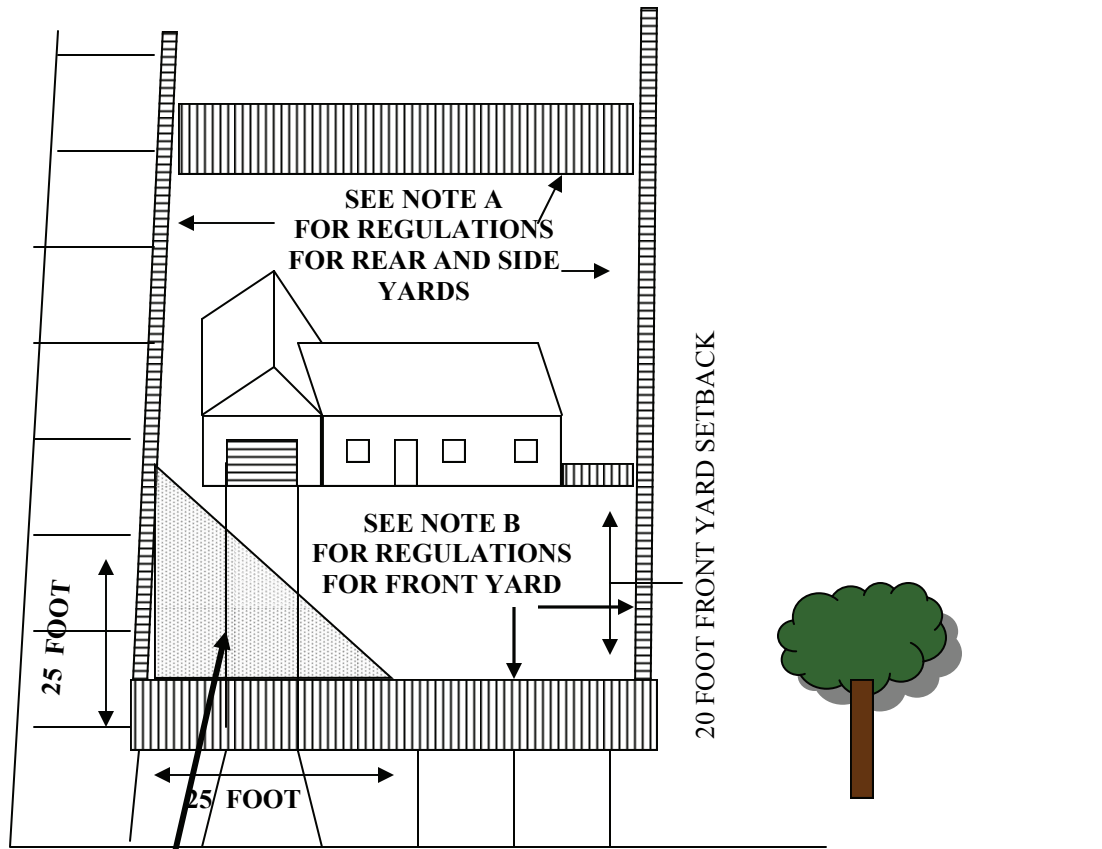 SEE NOTE A
FOR REGULATIONS
FOR REAR AND SIDE
YARDS
20 FOOT FRONT YARD SETBACK
SEE NOTE B
FOR REGULATIONS
FOR FRONT YARD
25 FOOT
25 FOOT